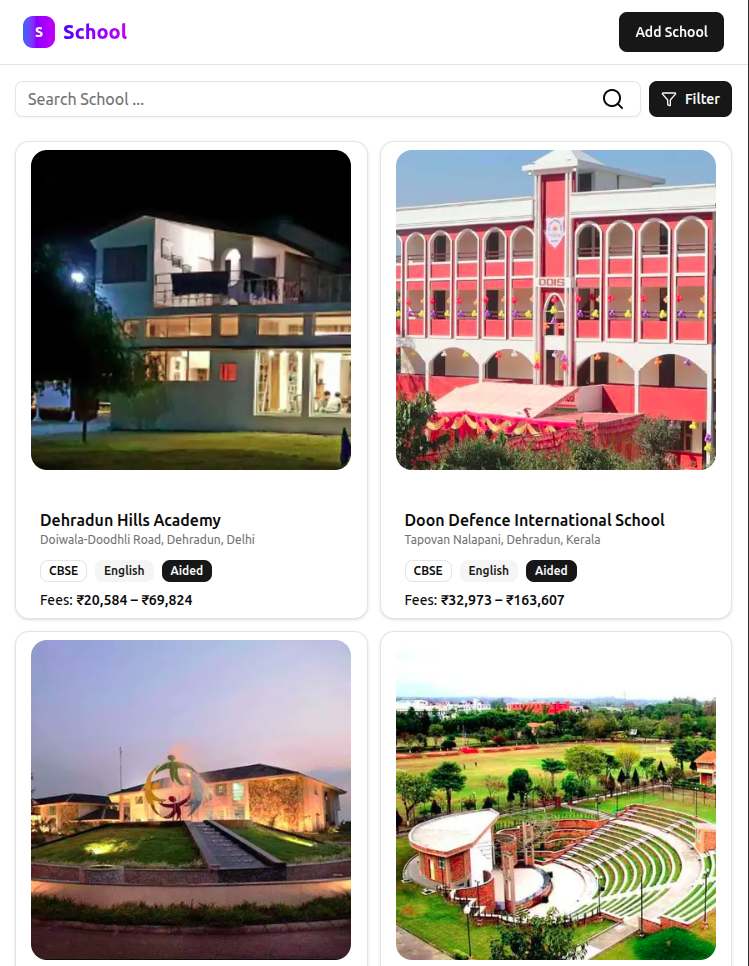 S School
Add School
Search School ...
Filter
DDIS
Dehradun Hills Academy
Doiwala-Doodhli Road, Dehradun, Delhi
CBSE English Aided
Fees: ₹20,584 – ₹69,824
Doon Defence International School
Tapovan Nalapani, Dehradun, Kerala
CBSE English Aided
Fees: ₹32,973 – ₹163,607